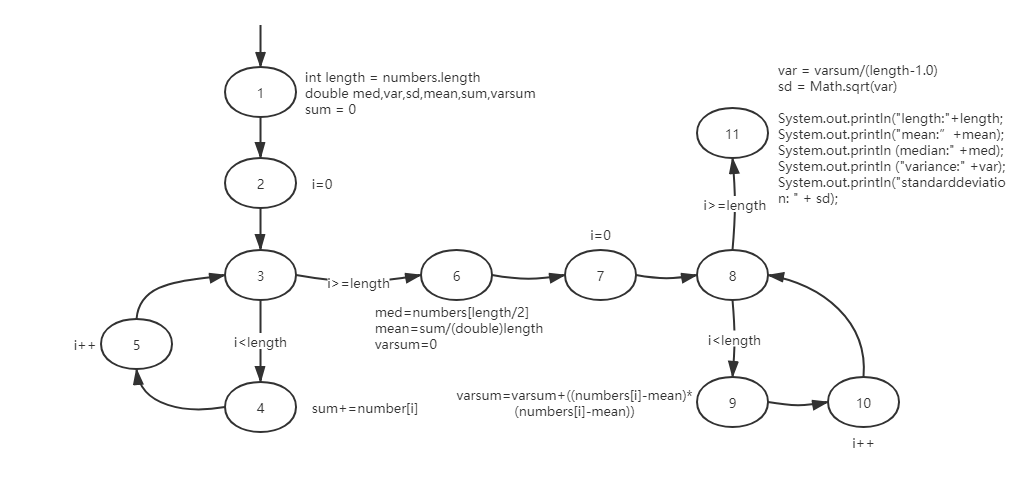 1
int length = numbers.length
double med,var,sd,mean,sum,varsum
sum = 0
2
i=0
3
i>=length
i<length
5
i++
4
sum+=number[i]
6
med=numbers[length/2]
mean=sum/(double)length
varsum=0
i=0
7
8
i>=length
i<length
9
varsum=varsum+((numbers[i]-mean)*
(numbers[i]-mean))
10
i++
11
var = varsum/(length-1.0)
sd = Math.sqrt(var)
System.out.println("length:"+length;
System.out.println("mean:" +mean);
System.out.println (median:" +med);
System.out.println ("variance:" +var);
System.out.println("standarddeviatio
n: " + sd);